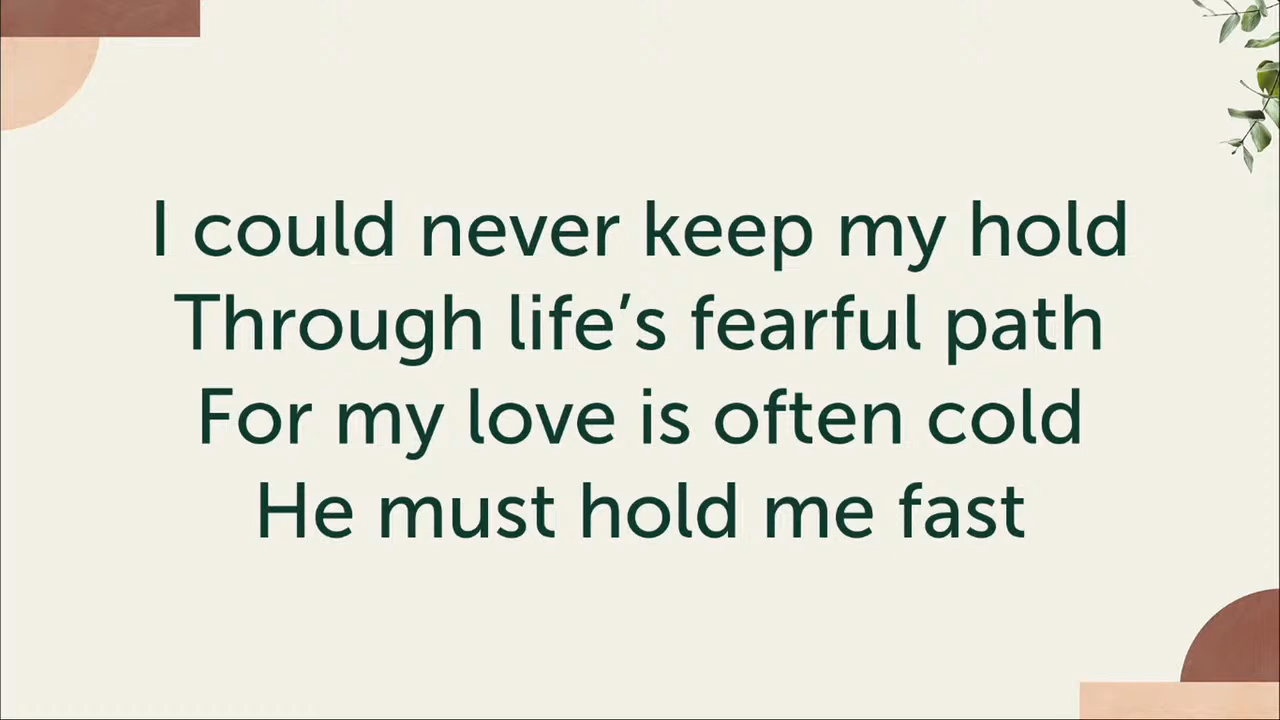 I could never keep my hold
Through life’s fearful path
For my love is often cold
He must hold me fast